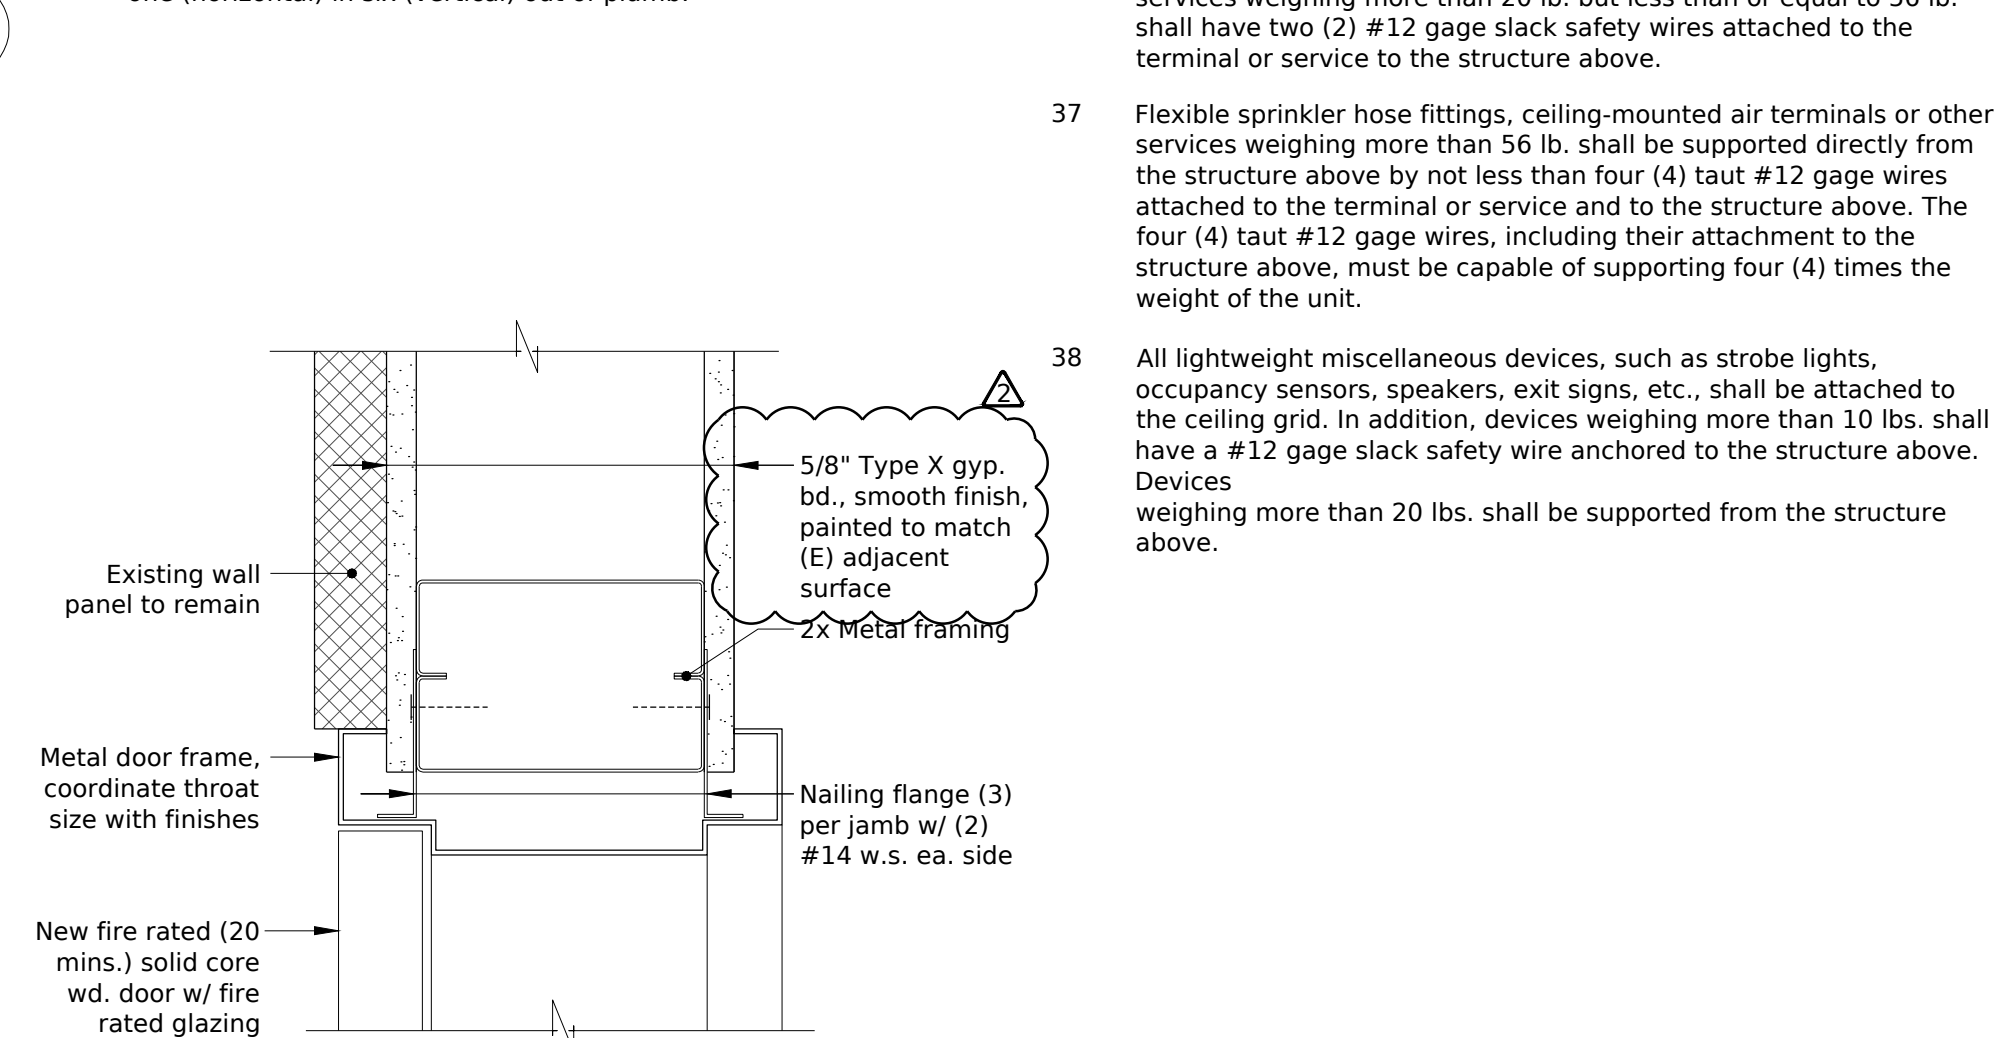 one (horizontal) in six (vertical) out of plumb.
services weighing more than 20 lb. but less than or equal to 56 lb.
shall have two (2) #12 gage slack safety wires attached to the
terminal or service to the structure above.
37 Flexible sprinkler hose fittings, ceiling-mounted air terminals or other
services weighing more than 56 lb. shall be supported directly from
the structure above by not less than four (4) taut #12 gage wires
attached to the terminal or service and to the structure above. The
four (4) taut #12 gage wires, including their attachment to the
structure above, must be capable of supporting four (4) times the
weight of the unit.
38 All lightweight miscellaneous devices, such as strobe lights,
occupancy sensors, speakers, exit signs, etc., shall be attached to
the ceiling grid. In addition, devices weighing more than 10 lbs. shall
have a #12 gage slack safety wire anchored to the structure above.
Devices
weighing more than 20 lbs. shall be supported from the structure
above.
2
5/8" Type X gyp.
bd., smooth finish,
painted to match
(E) adjacent
surface
2x Metal framing
Nailing flange (3)
per jamb w/ (2)
#14 w.s. ea. side
Existing wall
panel to remain
Metal door frame,
coordinate throat
size with finishes
New fire rated (20
mins.) solid core
wd. door w/ fire
rated glazing